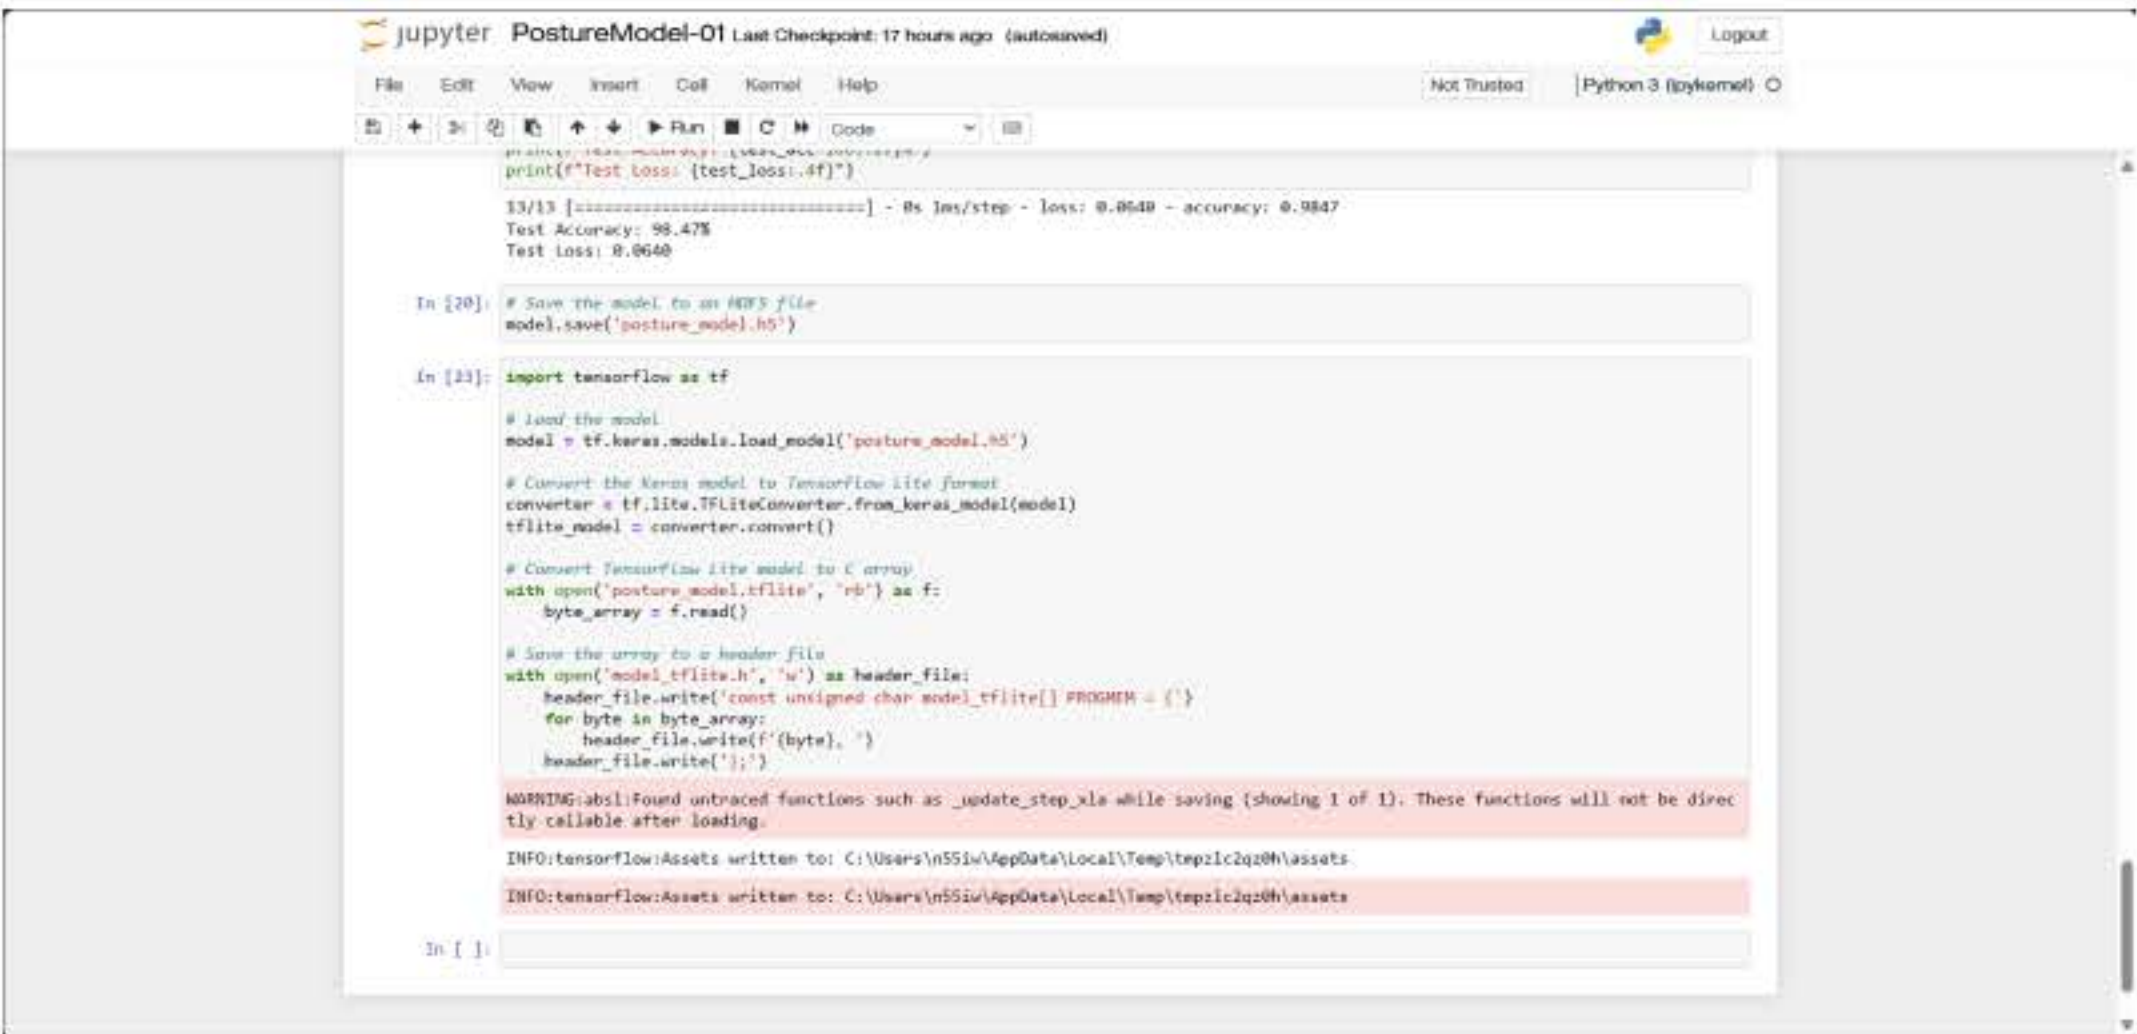 jupyter PostureModel-01 Last Checkpoint: 17 hours ago (autosaved) Logout
File Edit View Insert Cell Kernel Help Not Trusted Python 3 (ipykernel)
Run Code
print(f"Test Loss: {test_loss:.4f}")
13/13 [==============================] - 0s 1ms/step - loss: 0.0640 - accuracy: 0.9847
Test Accuracy: 98.47%
Test Loss: 0.0640
In [20]: # Save the model to an HDF5 file
model.save('posture_model.h5')
In [23]: import tensorflow as tf
# Load the model
model = tf.keras.models.load_model('posture_model.h5')
# Convert the Keras model to TensorFlow Lite format
converter = tf.lite.TFLiteConverter.from_keras_model(model)
tflite_model = converter.convert()
# Convert TensorFlow Lite model to C array
with open('posture_model.tflite', 'rb') as f:
byte_array = f.read()
# Save the array to a header file
with open('model_tflite.h', 'w') as header_file:
header_file.write('const unsigned char model_tflite[] PROGMEM = {')
for byte in byte_array:
header_file.write(f'{byte}, ')
header_file.write('};')
WARNING:absl:Found untraced functions such as _update_step_xla while saving (showing 1 of 1). These functions will not be direc
tly callable after loading.
INFO:tensorflow:Assets written to: C:\Users\n55iw\AppData\Local\Temp\tmpzlc2qz0h\assets
INFO:tensorflow:Assets written to: C:\Users\n55iw\AppData\Local\Temp\tmpzlc2qz0h\assets
In [ ]: